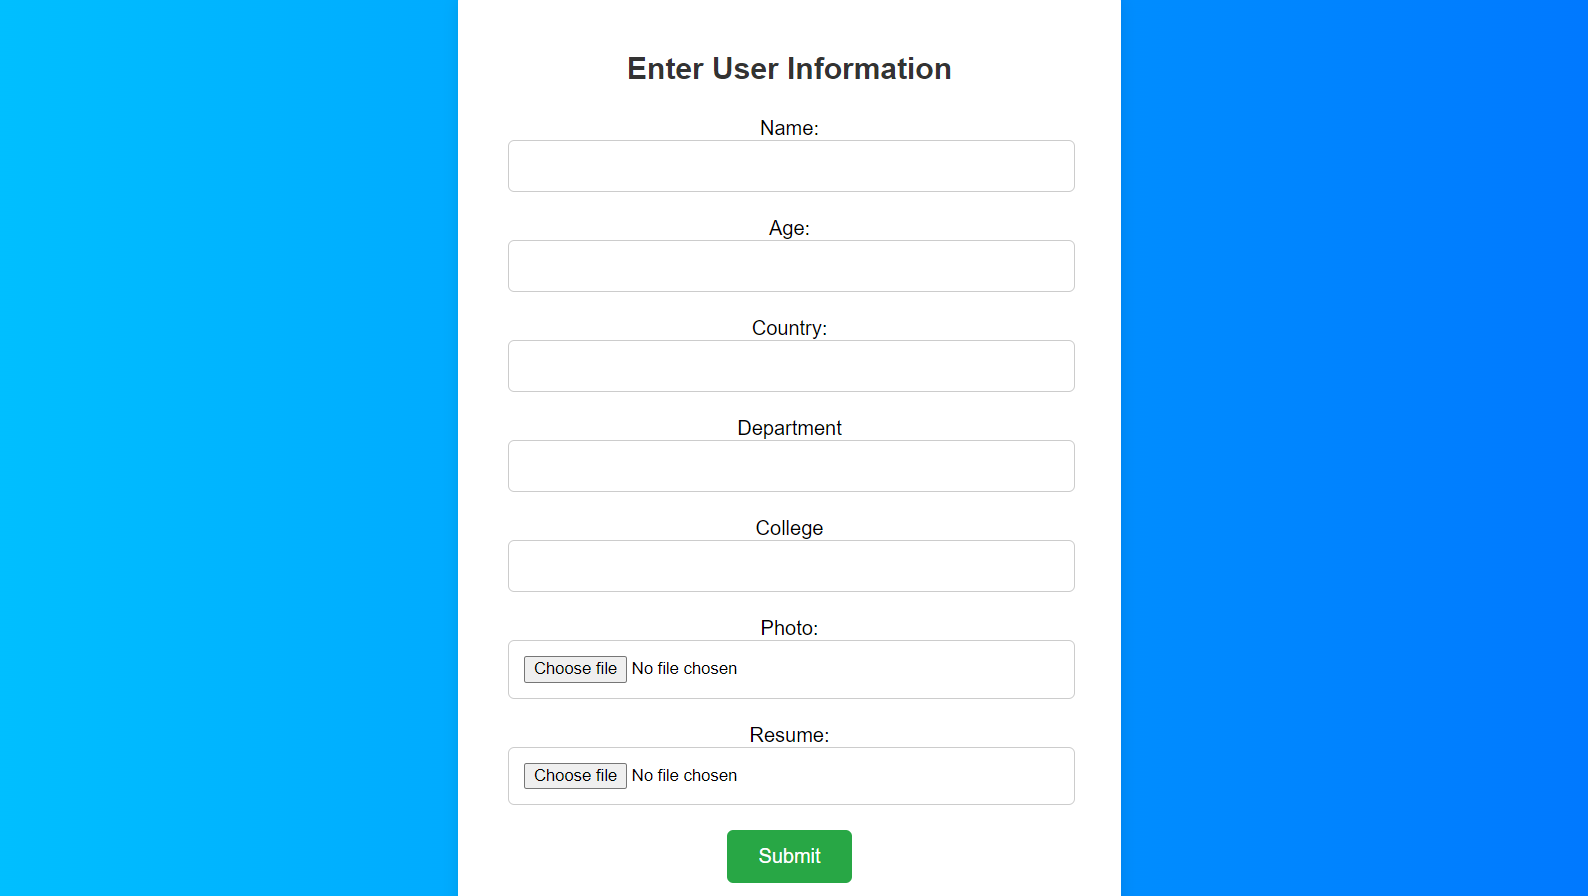 Enter User Information
Name:
Age:
Country:
Department
College
Photo:
Choose file No file chosen
Resume:
Choose file No file chosen
Submit